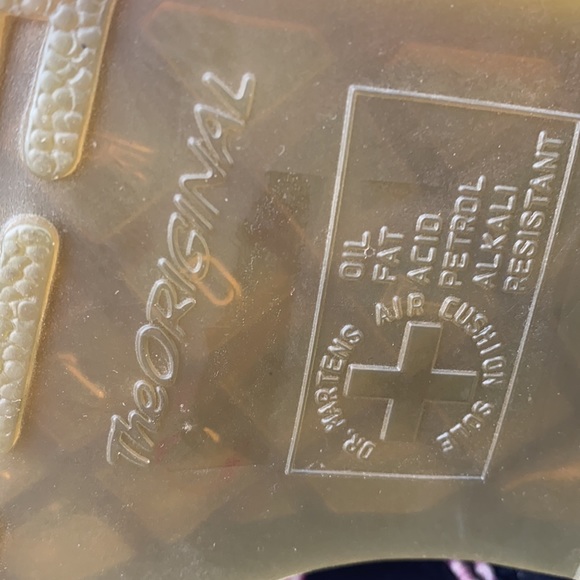 The ORIGINAL
DR. MARTENS AIR CUSHION SOLE
OIL
FAT
ACID
PETROL
ALKALI
RESISTANT